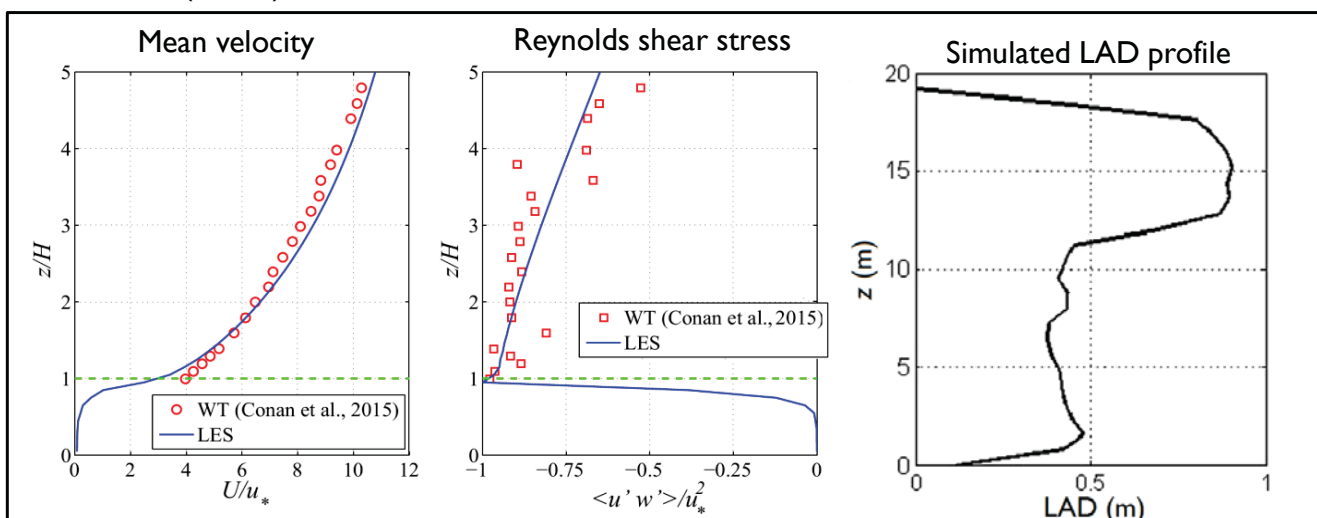 Mean velocity
5
4
3
2
1
0
z/H
WT (Conan et al., 2015)
LES
0 2 4 6 8 10 12
U/u*
Reynolds shear stress
5
4
3
2
1
0
z/H
WT (Conan et al., 2015)
LES
-1 -0.75 -0.5 -0.25 0
<u' w'>/u*²
Simulated LAD profile
20
15
10
5
0
z (m)
0 0.5 1
LAD (m)